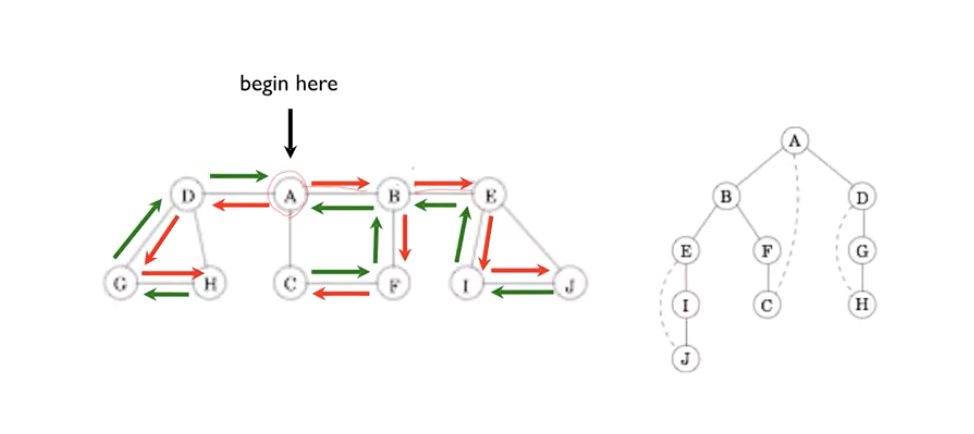 begin here
A
D A B E
B D
G H C F I J
E F G
I C H
J